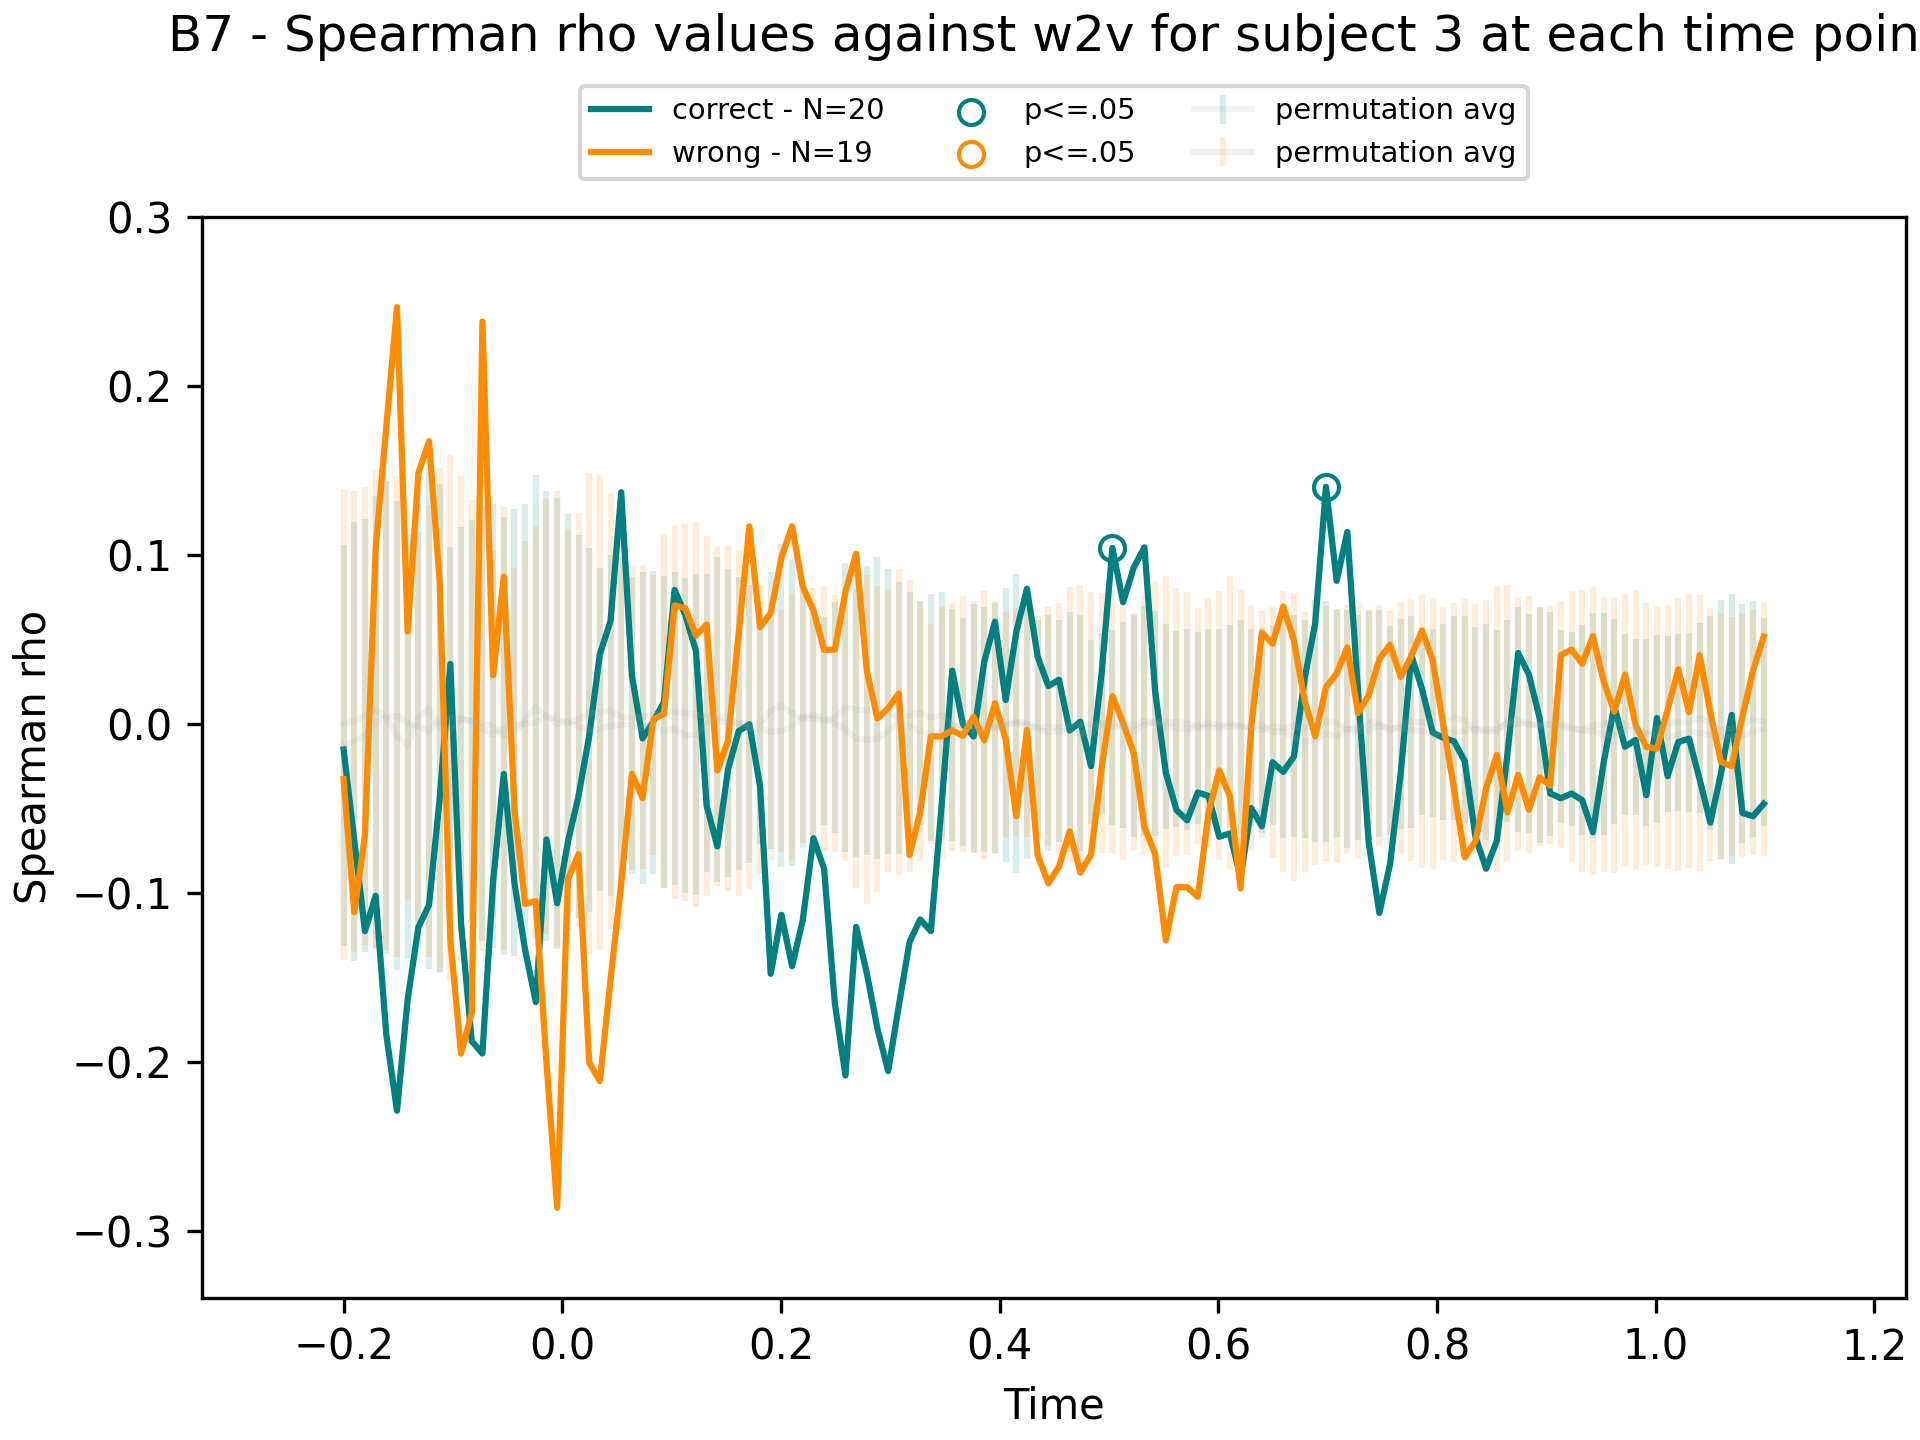 B7 - Spearman rho values against w2v for subject 3 at each time poin
correct - N=20
wrong - N=19
p<=.05
p<=.05
permutation avg
permutation avg
0.3
0.2
0.1
0.0
−0.1
−0.2
−0.3
Spearman rho
−0.2 0.0 0.2 0.4 0.6 0.8 1.0 1.2
Time